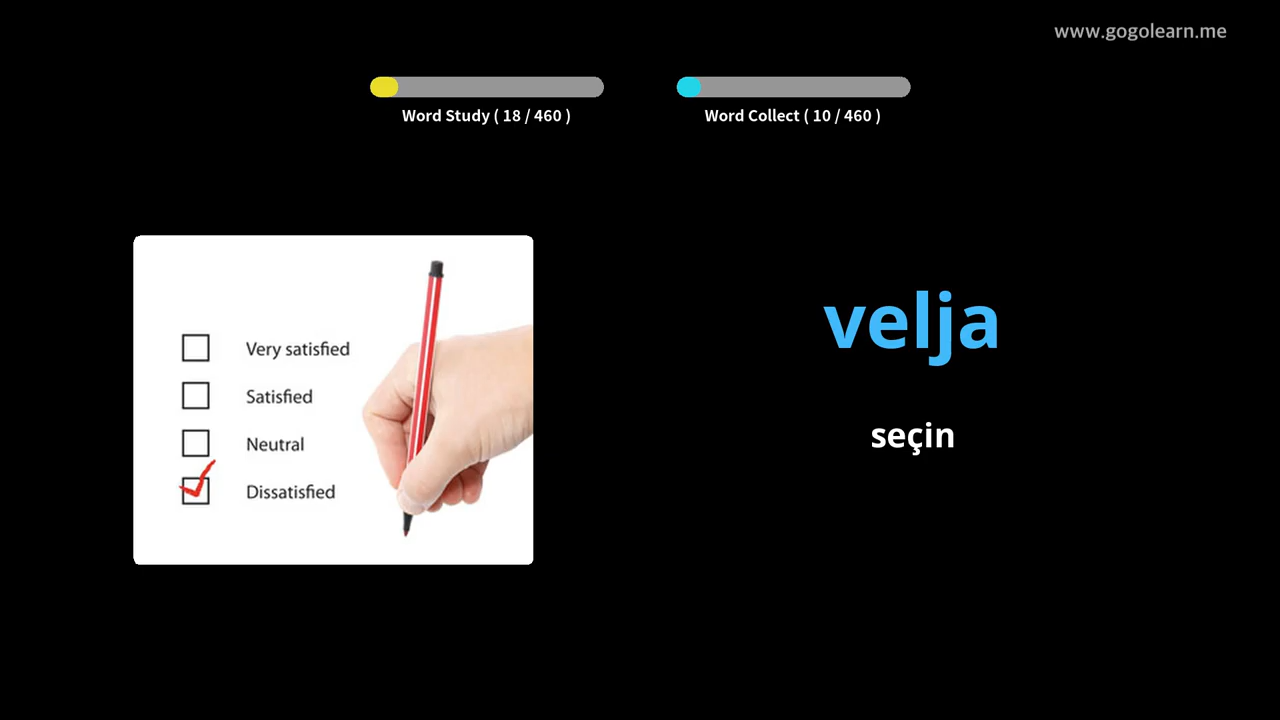 www.gogolearn.me
Word Study ( 18 / 460 )
Word Collect ( 10 / 460 )
Very satisfied
Satisfied
Neutral
Dissatisfied
velja
seçin